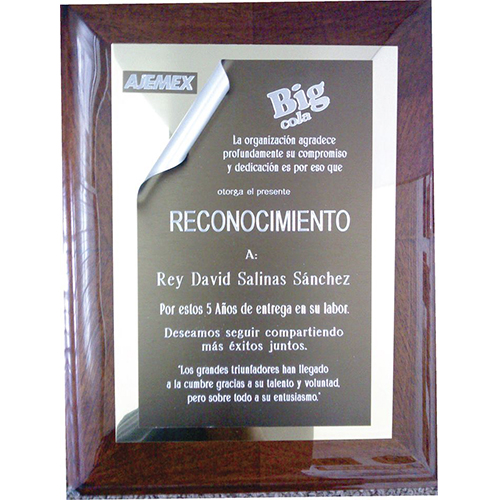 AJEMEX
Big
cola
La organización agradece
profundamente su compromiso
y dedicación es por eso que
otorga el presente
RECONOCIMIENTO
A:
Rey David Salinas Sánchez
Por estos 5 Años de entrega en su labor.
Deseamos seguir compartiendo
más éxitos juntos.
"Los grandes triunfadores han llegado
a la cumbre gracias a su talento y voluntad,
pero sobre todo a su entusiasmo."